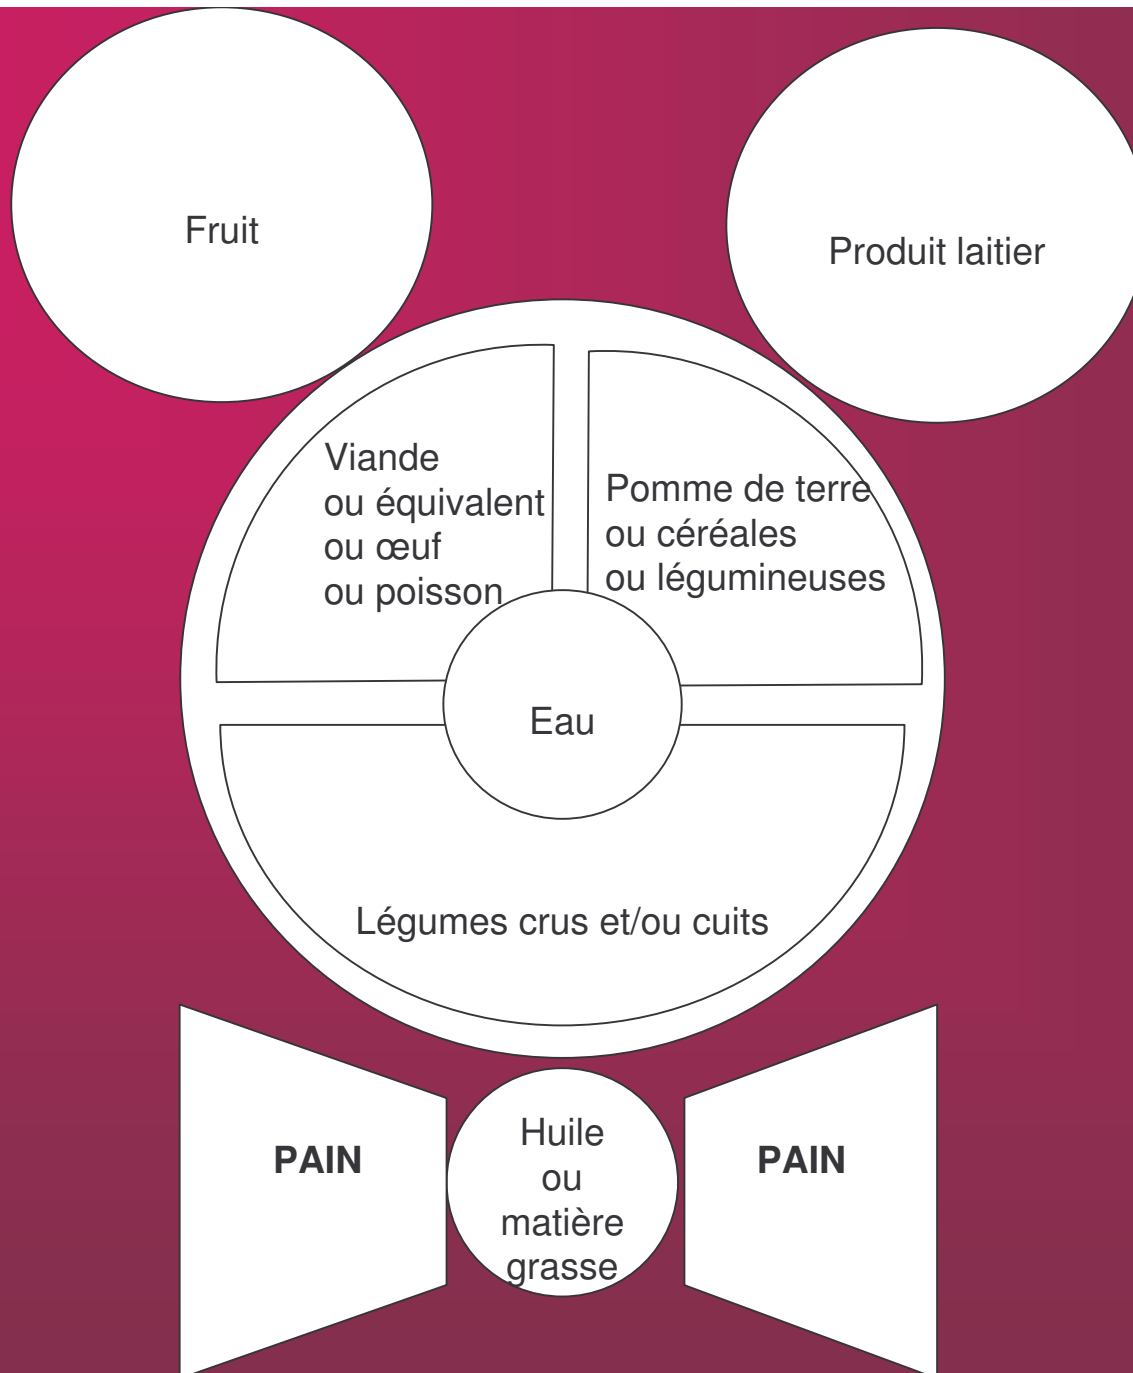 Fruit
Produit laitier
Viande
ou équivalent
ou œuf
ou poisson
Pomme de terre
ou céréales
ou légumineuses
Eau
Légumes crus et/ou cuits
PAIN
Huile
ou
matière
grasse
PAIN